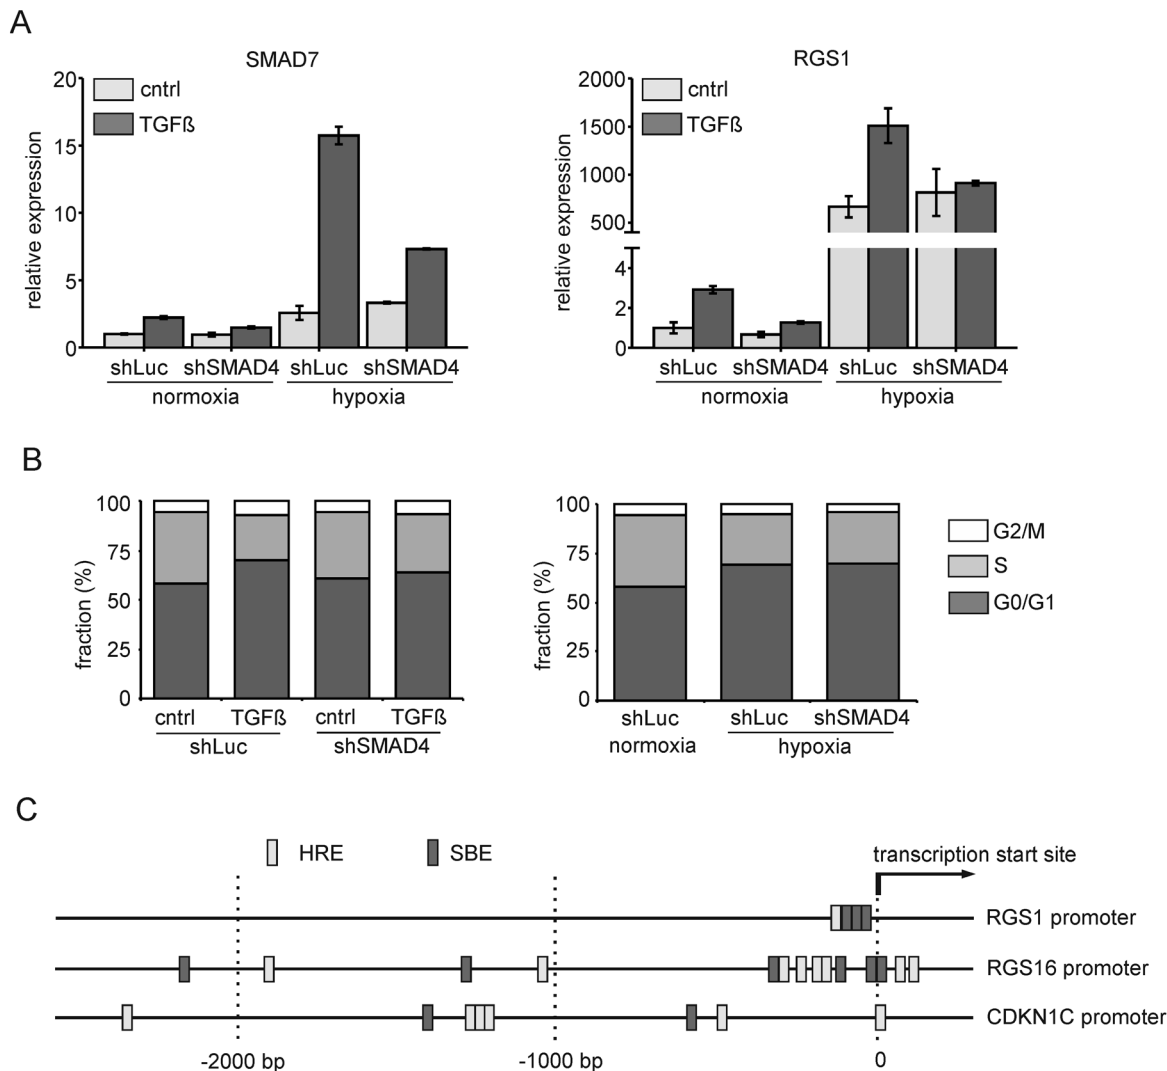 A
SMAD7
cntrl
TGFß
relative expression
20
15
10
5
0
shLuc shSMAD4 shLuc shSMAD4
normoxia hypoxia
RGS1
cntrl
TGFß
relative expression
2000
1500
1000
500
4
2
0
shLuc shSMAD4 shLuc shSMAD4
normoxia hypoxia
B
fraction (%)
100
75
50
25
0
cntrl TGFß cntrl TGFß
shLuc shSMAD4
fraction (%)
100
75
50
25
0
shLuc shLuc shSMAD4
normoxia hypoxia
G2/M
S
G0/G1
C
HRE SBE
transcription start site
RGS1 promoter
RGS16 promoter
CDKN1C promoter
-2000 bp -1000 bp 0